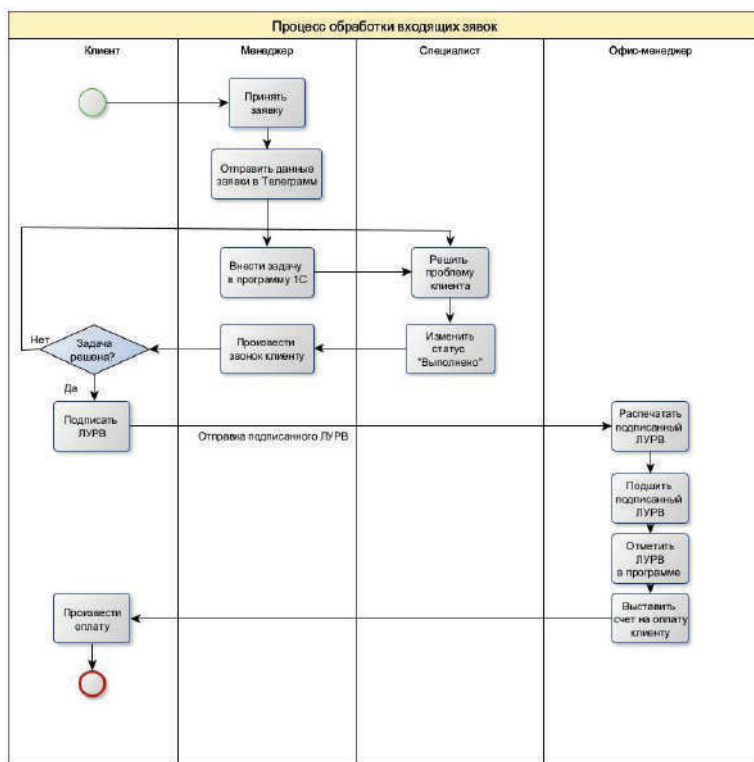 Процесс обработки входящих зявок
Клиент
Менеджер
Специалист
Офис-менеджер
Принять
заявку
Отправить данные
заявки в Телеграмм
Внести задачу
в программу 1С
Решить
проблему
клиента
Нет
Задача
решена?
Произвести
звонок клиенту
Изменить
статус
"Выполнено"
Да
Подписать
ЛУРВ
Отправка подписанного ЛУРВ
Распечатать
подписанный
ЛУРВ
Подшить
подписанный
ЛУРВ
Отметить
ЛУРВ
в программе
Произвести
оплату
Выставить
счет на оплату
клиенту